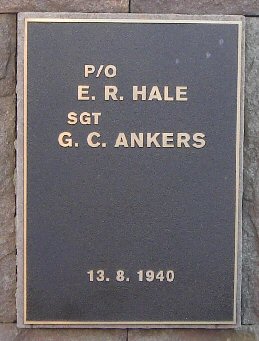 P/O
E. R. HALE
SGT
G. C. ANKERS
13. 8. 1940